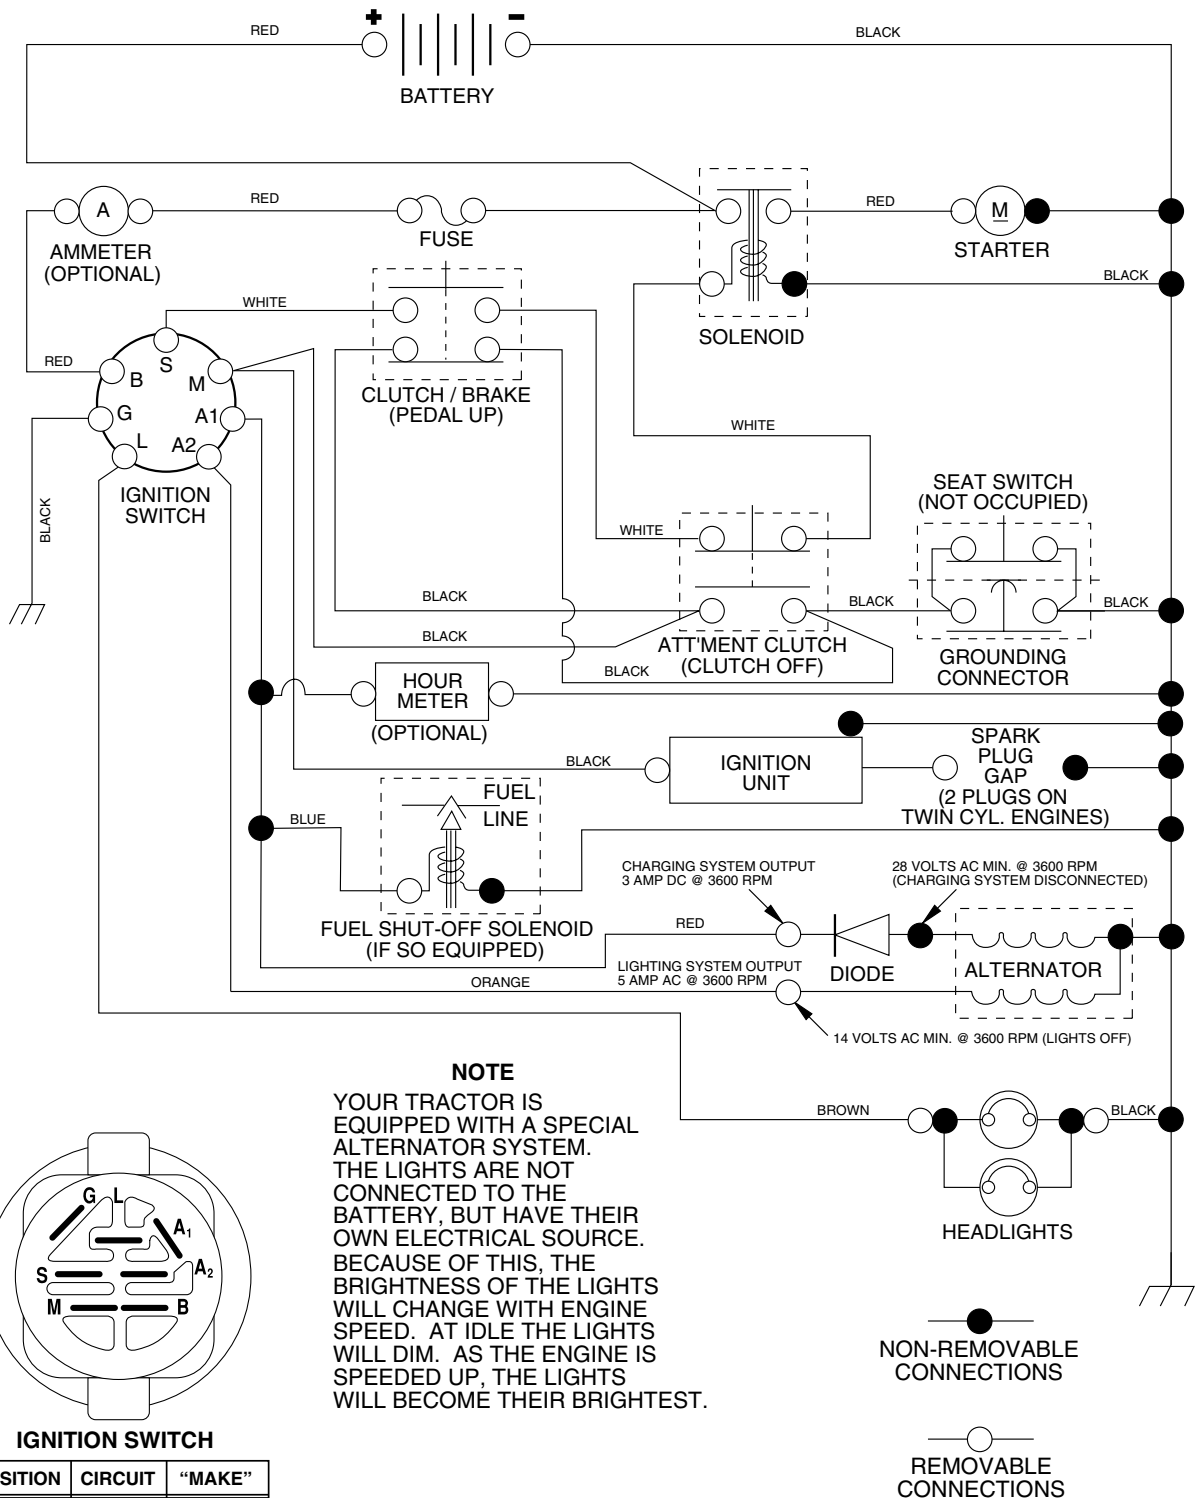 + −
RED
BLACK
BATTERY
A
RED
RED
M
AMMETER
(OPTIONAL)
FUSE
STARTER
BLACK
WHITE
SOLENOID
RED
S
B
M
G
A1
L
A2
CLUTCH / BRAKE
(PEDAL UP)
WHITE
IGNITION
SWITCH
BLACK
SEAT SWITCH
(NOT OCCUPIED)
WHITE
BLACK
BLACK
BLACK
BLACK
ATT'MENT CLUTCH
(CLUTCH OFF)
BLACK
GROUNDING
CONNECTOR
HOUR
METER
(OPTIONAL)
BLACK
IGNITION
UNIT
SPARK
PLUG
GAP
(2 PLUGS ON
TWIN CYL. ENGINES)
FUEL
LINE
BLUE
FUEL SHUT-OFF SOLENOID
(IF SO EQUIPPED)
CHARGING SYSTEM OUTPUT
3 AMP DC @ 3600 RPM
28 VOLTS AC MIN. @ 3600 RPM
(CHARGING SYSTEM DISCONNECTED)
RED
DIODE
ALTERNATOR
LIGHTING SYSTEM OUTPUT
5 AMP AC @ 3600 RPM
ORANGE
14 VOLTS AC MIN. @ 3600 RPM (LIGHTS OFF)
NOTE
YOUR TRACTOR IS
EQUIPPED WITH A SPECIAL
ALTERNATOR SYSTEM.
THE LIGHTS ARE NOT
CONNECTED TO THE
BATTERY, BUT HAVE THEIR
OWN ELECTRICAL SOURCE.
BECAUSE OF THIS, THE
BRIGHTNESS OF THE LIGHTS
WILL CHANGE WITH ENGINE
SPEED. AT IDLE THE LIGHTS
WILL DIM. AS THE ENGINE IS
SPEEDED UP, THE LIGHTS
WILL BECOME THEIR BRIGHTEST.
BROWN
BLACK
HEADLIGHTS
G L
A1
S
A2
M
B
IGNITION SWITCH
SITION CIRCUIT “MAKE”
NON-REMOVABLE
CONNECTIONS
REMOVABLE
CONNECTIONS